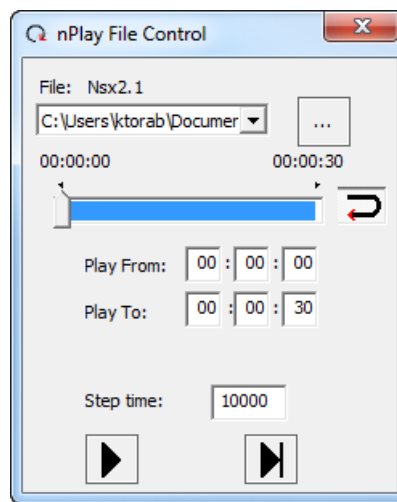 nPlay File Control
File: Nsx2.1
C:\Users\ktorab\Documer
...
00:00:00 00:00:30
Play From: 00 : 00 : 00
Play To: 00 : 00 : 30
Step time: 10000